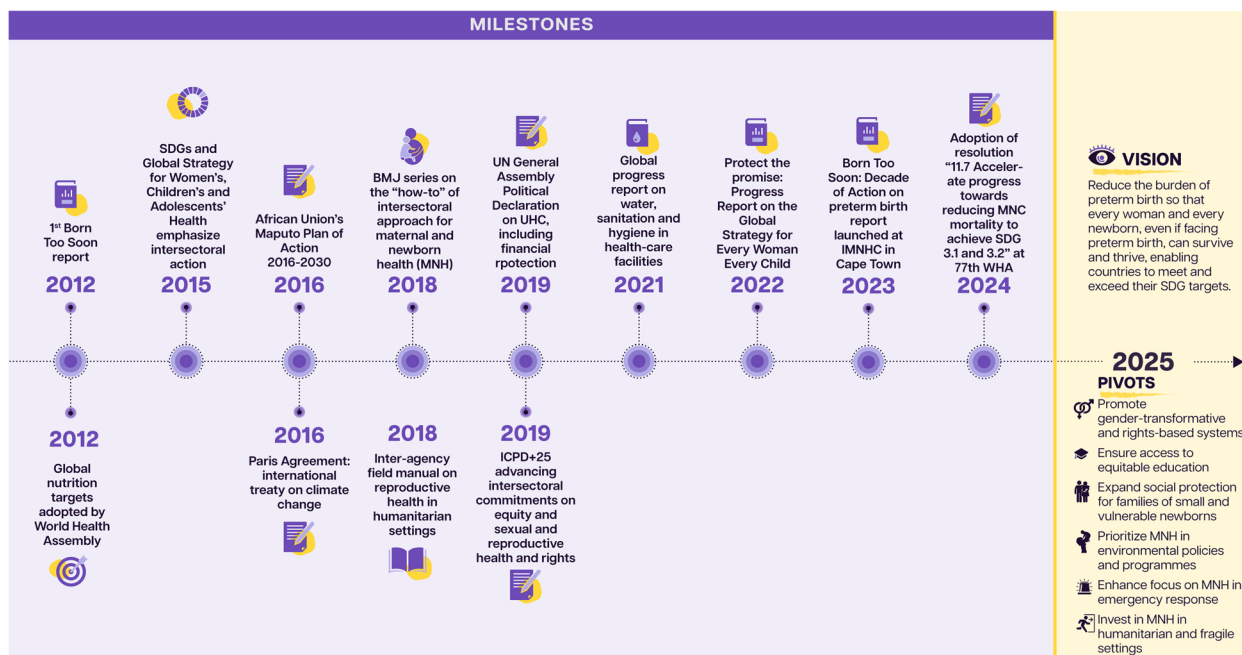 MILESTONES
1st Born
Too Soon
report
2012
SDGs and
Global Strategy
for Women's,
Children's and
Adolescents'
Health
emphasize
intersectoral
action
2015
African Union's
Maputo Plan of
Action
2016-2030
2016
BMJ series on
the "how-to" of
intersectoral
approach for
maternal and
newborn
health (MNH)
2018
UN General
Assembly
Political
Declaration
on UHC,
including
financial
rpotection
2019
Global
progress
report on
water,
sanitation and
hygiene in
health-care
facilities
2021
Protect the
promise:
Progress
Report on the
Global
Strategy for
Every Woman
Every Child
2022
Born Too
Soon: Decade
of Action on
preterm birth
report
launched at
IMNHC in
Cape Town
2023
Adoption of
resolution
"11.7 Acceler-
ate progress
towards
reducing MNC
mortality to
achieve SDG
3.1 and 3.2" at
77th WHA
2024
2012
Global
nutrition
targets
adopted by
World Health
Assembly
2016
Paris Agreement:
international
treaty on climate
change
2018
Inter-agency
field manual on
reproductive
health in
humanitarian
settings
2019
ICPD+25
advancing
intersectoral
commitments on
equity and
sexual and
reproductive
health and rights
VISION
Reduce the burden of
preterm birth so that
every woman and every
newborn, even if facing
preterm birth, can survive
and thrive, enabling
countries to meet and
exceed their SDG targets.
2025
PIVOTS
Promote
gender-transformative
and rights-based systems
Ensure access to
equitable education
Expand social protection
for families of small and
vulnerable newborns
Prioritize MNH in
environmental policies
and programmes
Enhance focus on MNH in
emergency response
Invest in MNH in
humanitarian and fragile
settings